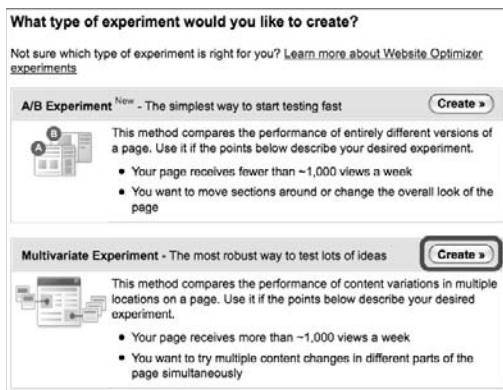 What type of experiment would you like to create?
Not sure which type of experiment is right for you? Learn more about Website Optimizer
experiments
A/B Experiment New - The simplest way to start testing fast Create »
B
A
This method compares the performance of entirely different versions of
a page. Use it if the points below describe your desired experiment.
• Your page receives fewer than ~1,000 views a week
• You want to move sections around or change the overall look of the
page
Multivariate Experiment - The most robust way to test lots of ideas Create »
This method compares the performance of content variations in multiple
locations on a page. Use it if the points below describe your desired
experiment.
• Your page receives more than ~1,000 views a week
• You want to try multiple content changes in different parts of the
page simultaneously